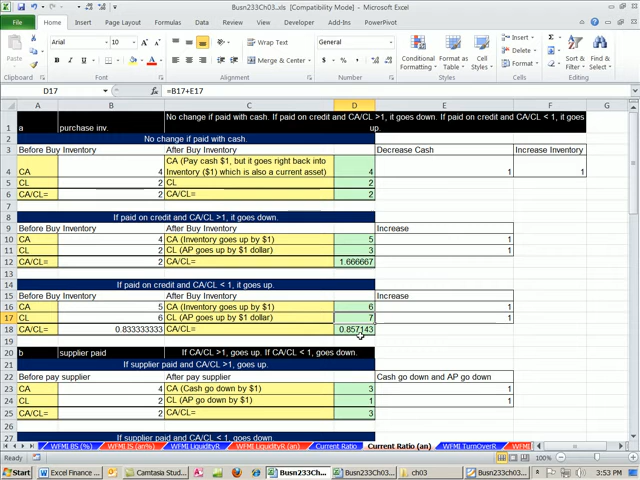 Busn233Ch03.xls [Compatibility Mode] - Microsoft Excel
File Home Insert Page Layout Formulas Data Review View Developer Add-Ins PowerPivot
Paste
Arial 10
Wrap Text
Merge & Center
General
Conditional Formatting Format as Table Cell Styles
Insert
Delete
Format
Sort & Filter Find & Select
Clipboard Font Alignment Number Styles Cells Editing
D17 fx =B17+E17
A B C D E F G
1 a purchase inv. No change if paid with cash. If paid on credit and CA/CL >1, it goes down. If paid on credit and CA/CL < 1, it goes up.
2 No change if paid with cash.
3 Before Buy Inventory After Buy Inventory Decrease Cash Increase Inventory
4 CA 4 CA (Pay cash $1, but it goes right back into Inventory ($1) which is also a current asset) 4 1 1
5 CL 2 CL 2
6 CA/CL= 2 CA/CL= 2
7
8 If paid on credit and CA/CL >1, it goes down.
9 Before Buy Inventory After Buy Inventory Increase
10 CA 4 CA (Inventory goes up by $1) 5 1
11 CL 2 CL (AP goes up by $1 dollar) 3 1
12 CA/CL= 2 CA/CL= 1.666667
13
14 If paid on credit and CA/CL < 1, it goes up.
15 Before Buy Inventory After Buy Inventory Increase
16 CA 5 CA (Inventory goes up by $1) 6 1
17 CL 6 CL (AP goes up by $1 dollar) 7 1
18 CA/CL= 0.833333333 CA/CL= 0.857143
19
20 b supplier paid If CA/CL >1, goes up. If CA/CL < 1, goes down.
21 If CA/CL >1, goes up.
22 Before pay supplier After pay supplier Cash go down and AP go down
23 CA 4 CA (Cash go down by $1) 3 1
24 CL 2 CL (AP go down by $1) 1 1
25 CA/CL= 2 CA/CL= 3
26
27 If CA/CL < 1, goes down.
WFMI BS (%) WFMI IS (an%) WFMI LiquidityR WFMI LiquidityR (an) Current Ratio Current Ratio (an) WFMI TurnOverR WFMI
Ready 100%
Start Excel Finance ... Camtasia Stud... Busn233Ch... Busn233ch03... ch03 Busn233ch03... 3:53 PM